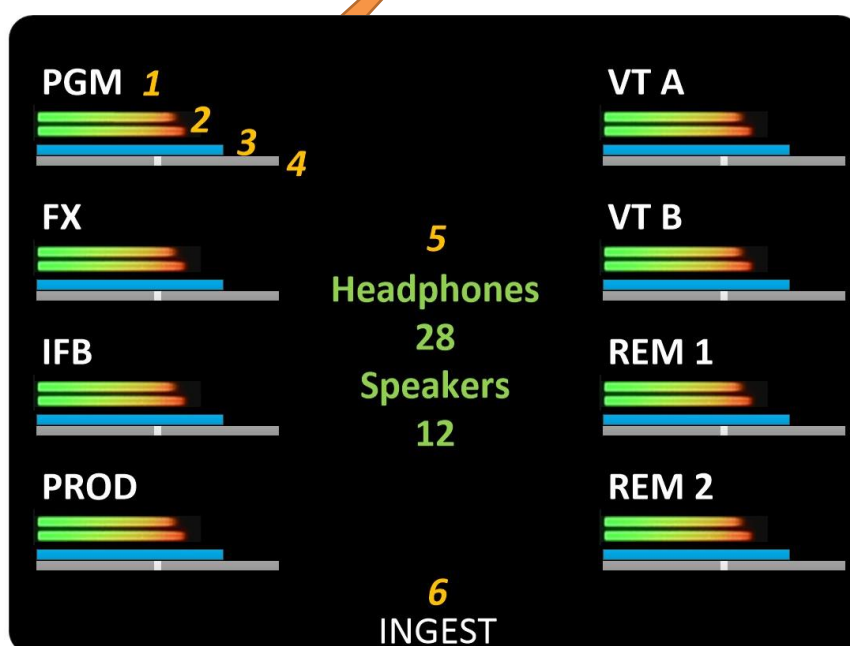 PGM 1
2
3
4
FX
IFB
PROD
5
Headphones
28
Speakers
12
6
INGEST
VT A
VT B
REM 1
REM 2